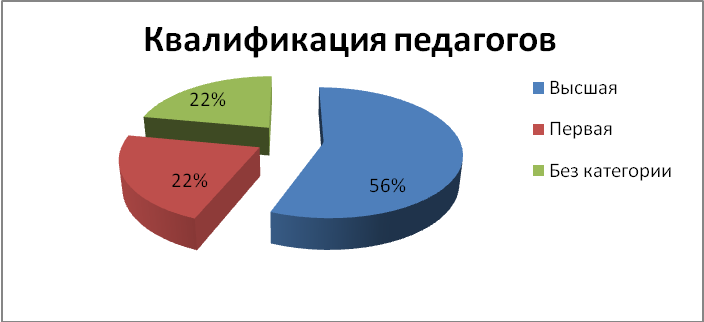 Квалификация педагогов
22%
22%
56%
Высшая
Первая
Без категории